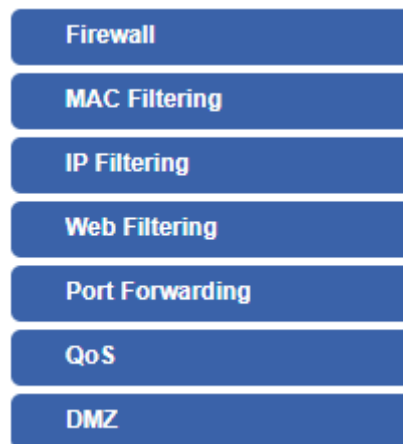 Firewall
MAC Filtering
IP Filtering
Web Filtering
Port Forwarding
QoS
DMZ